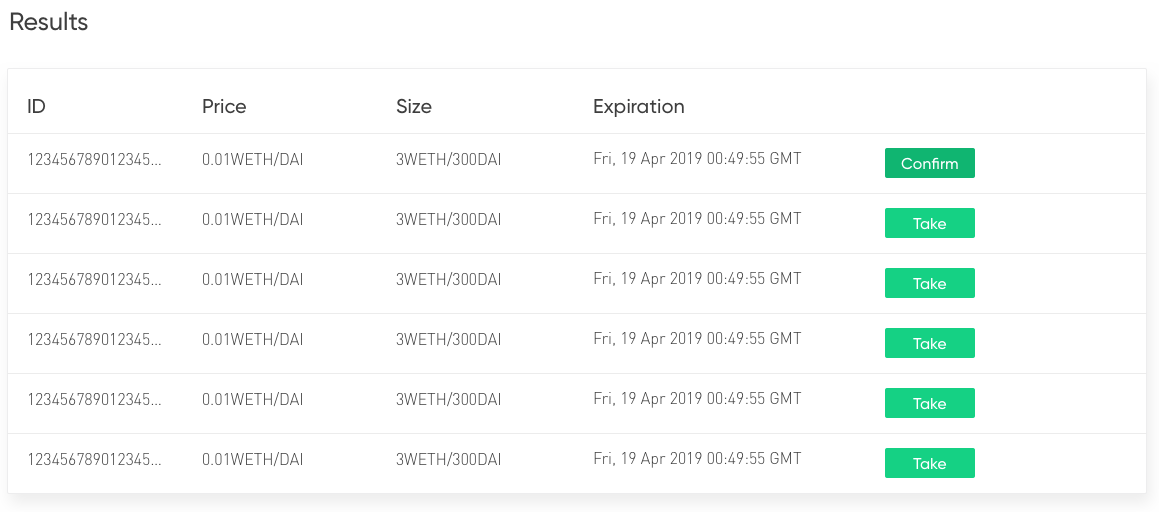 Results
ID Price Size Expiration
123456789012345... 0.01WETH/DAI 3WETH/300DAI Fri, 19 Apr 2019 00:49:55 GMT Confirm
123456789012345... 0.01WETH/DAI 3WETH/300DAI Fri, 19 Apr 2019 00:49:55 GMT Take
123456789012345... 0.01WETH/DAI 3WETH/300DAI Fri, 19 Apr 2019 00:49:55 GMT Take
123456789012345... 0.01WETH/DAI 3WETH/300DAI Fri, 19 Apr 2019 00:49:55 GMT Take
123456789012345... 0.01WETH/DAI 3WETH/300DAI Fri, 19 Apr 2019 00:49:55 GMT Take
123456789012345... 0.01WETH/DAI 3WETH/300DAI Fri, 19 Apr 2019 00:49:55 GMT Take